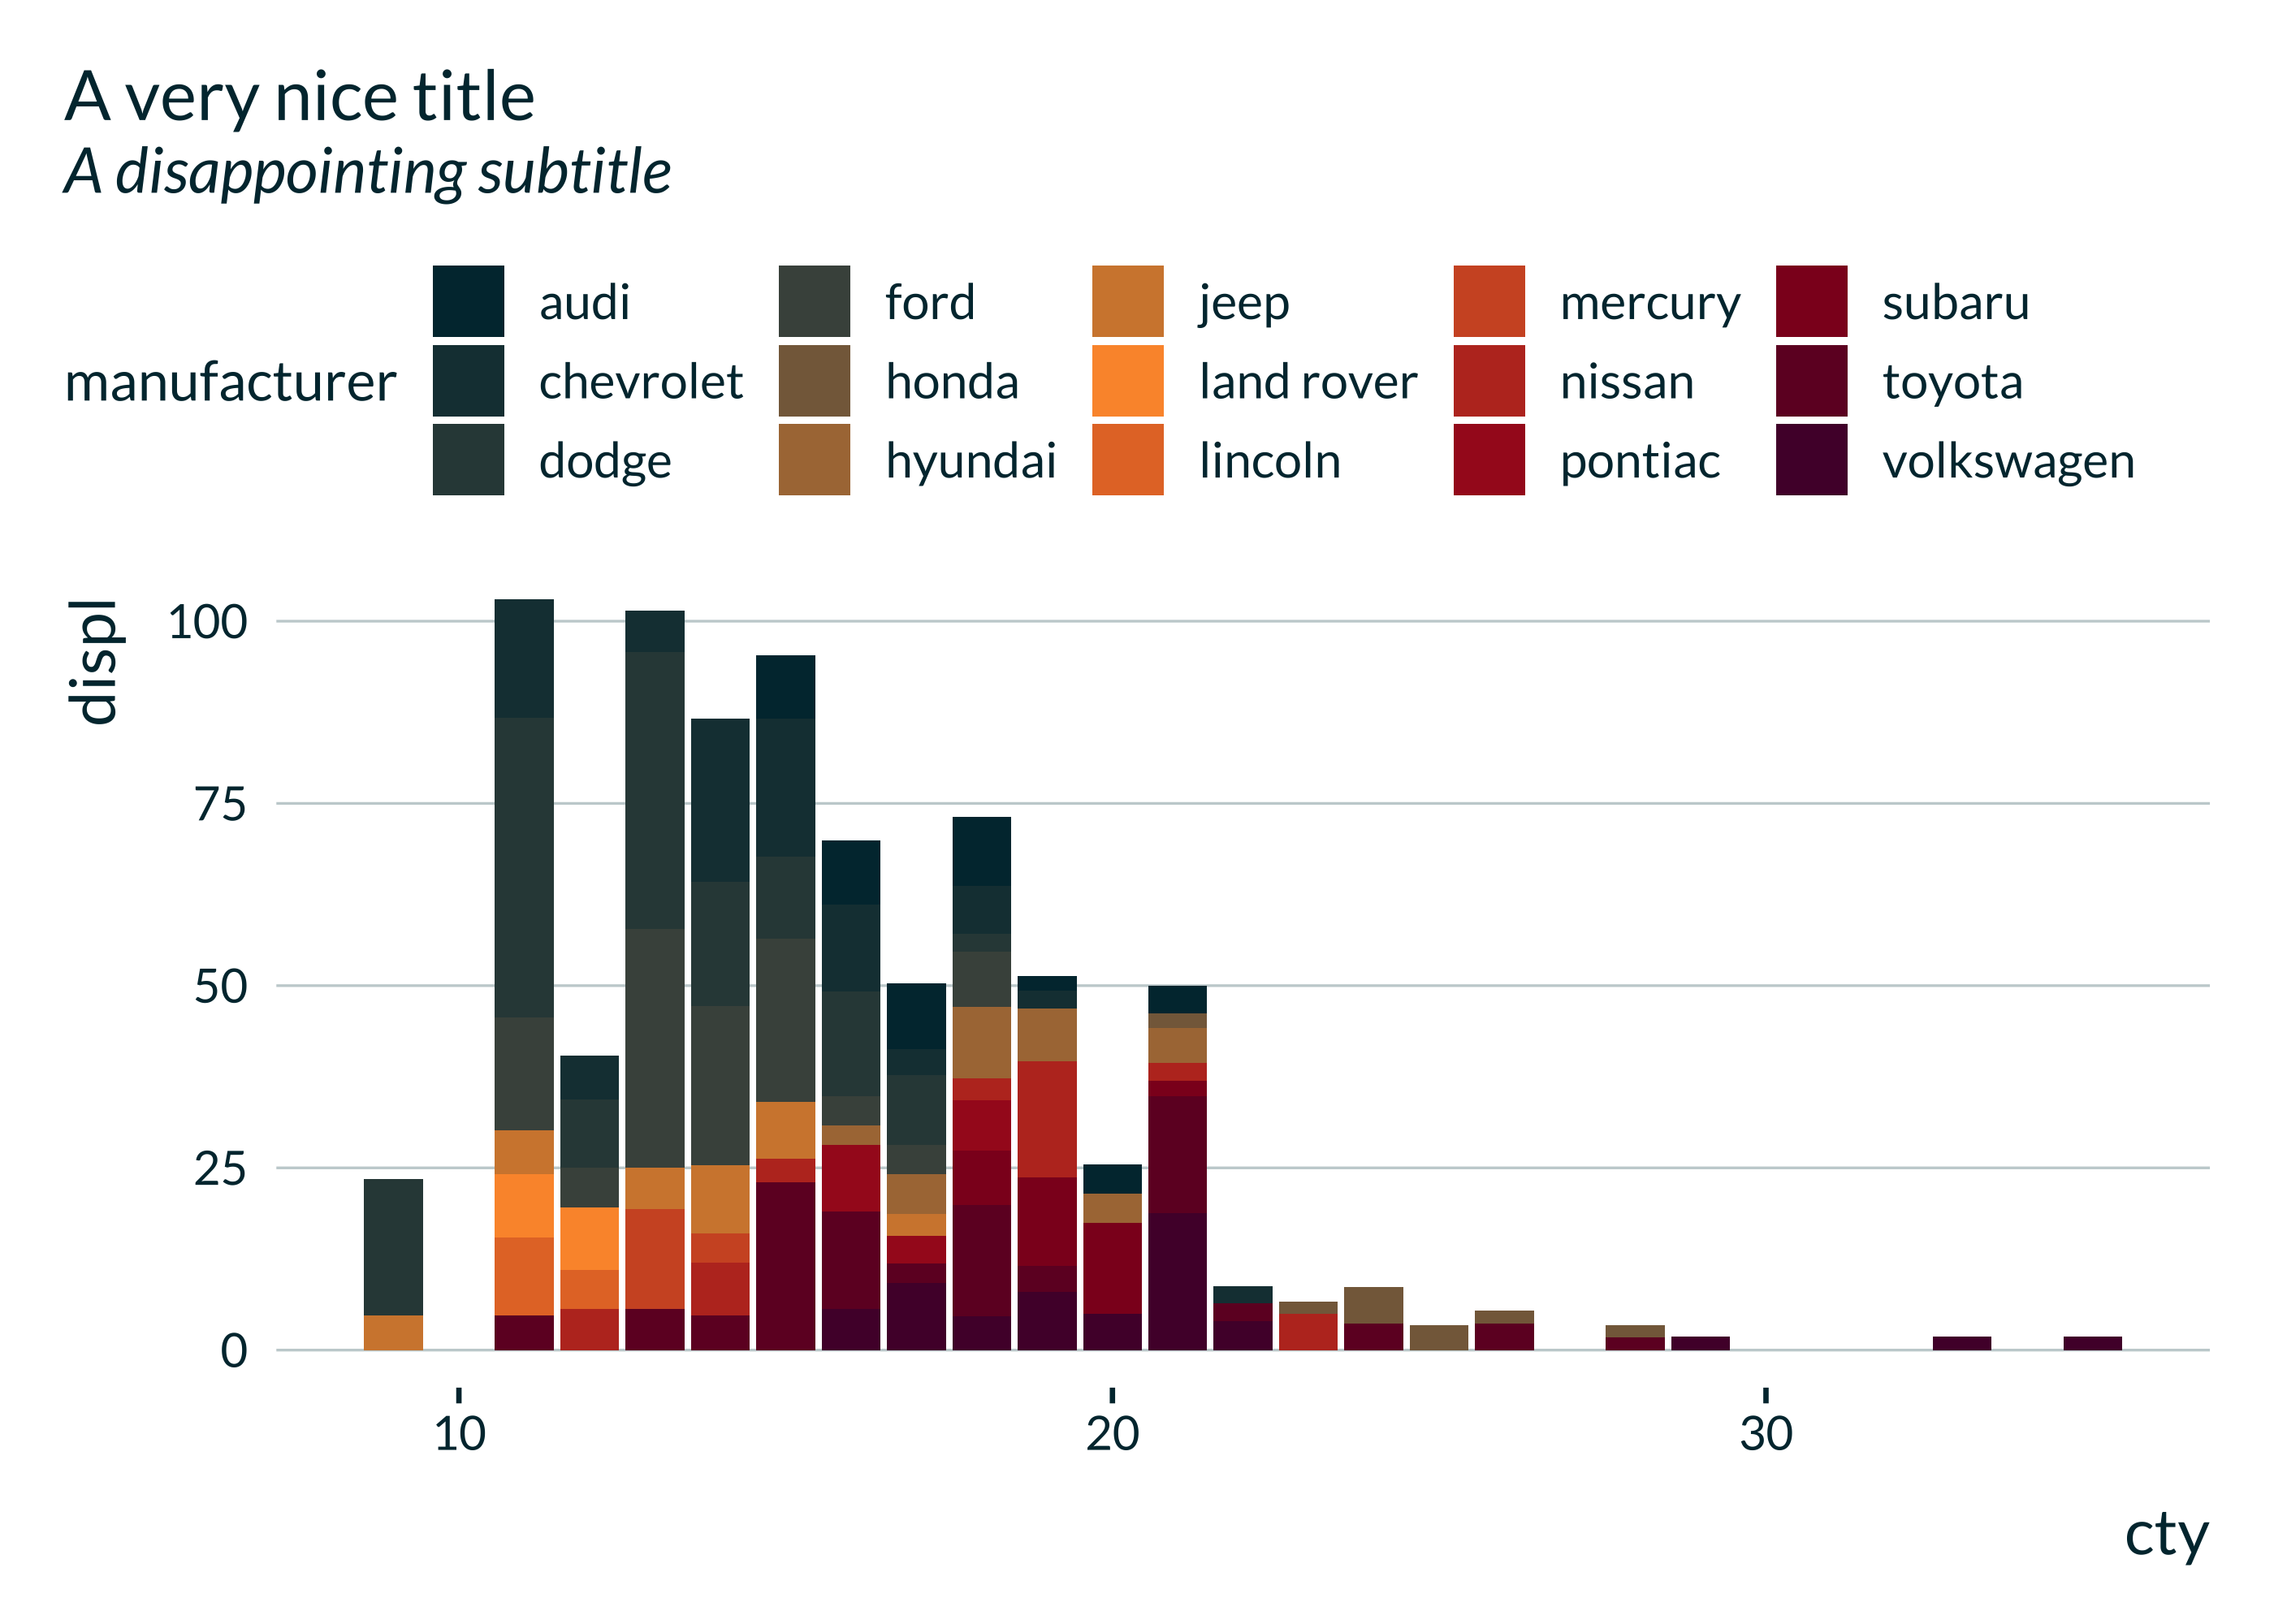 A very nice title
A disappointing subtitle
audi ford jeep mercury subaru
manufacturer chevrolet honda land rover nissan toyota
dodge hyundai lincoln pontiac volkswagen
displ
100
75
50
25
0
10 20 30
cty